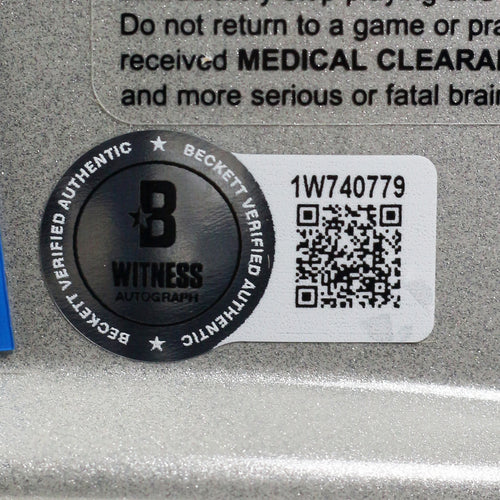 Do not return to a game or pra
received MEDICAL CLEARA
and more serious or fatal brain
BECKETT VERIFIED AUTHENTIC ★ BECKETT VERIFIED AUTHENTIC ★
B
WITNESS
AUTOGRAPH
1W740779